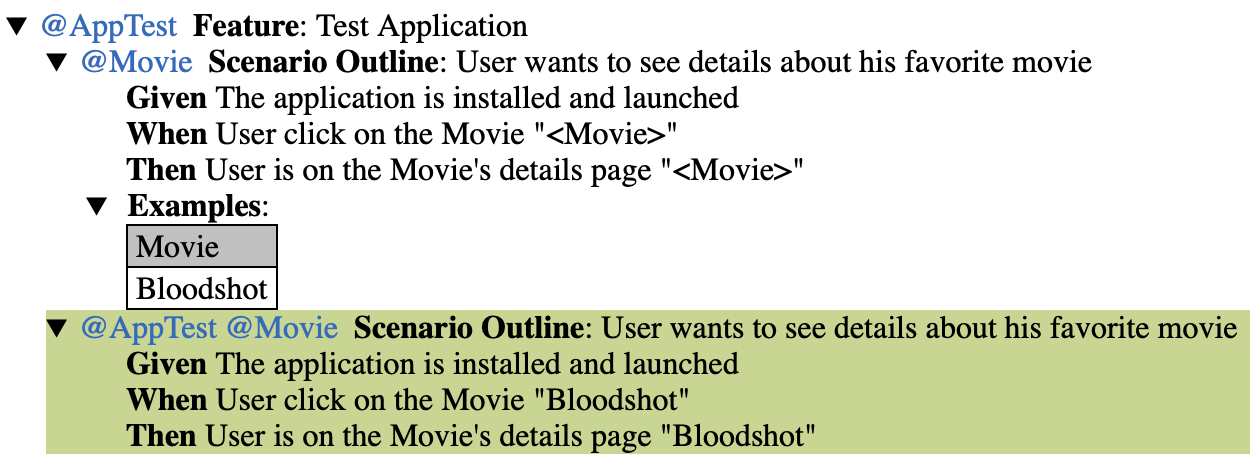 ▼ @AppTest Feature: Test Application
▼ @Movie Scenario Outline: User wants to see details about his favorite movie
Given The application is installed and launched
When User click on the Movie "<Movie>"
Then User is on the Movie's details page "<Movie>"
▼ Examples:
Movie
Bloodshot
▼ @AppTest @Movie Scenario Outline: User wants to see details about his favorite movie
Given The application is installed and launched
When User click on the Movie "Bloodshot"
Then User is on the Movie's details page "Bloodshot"